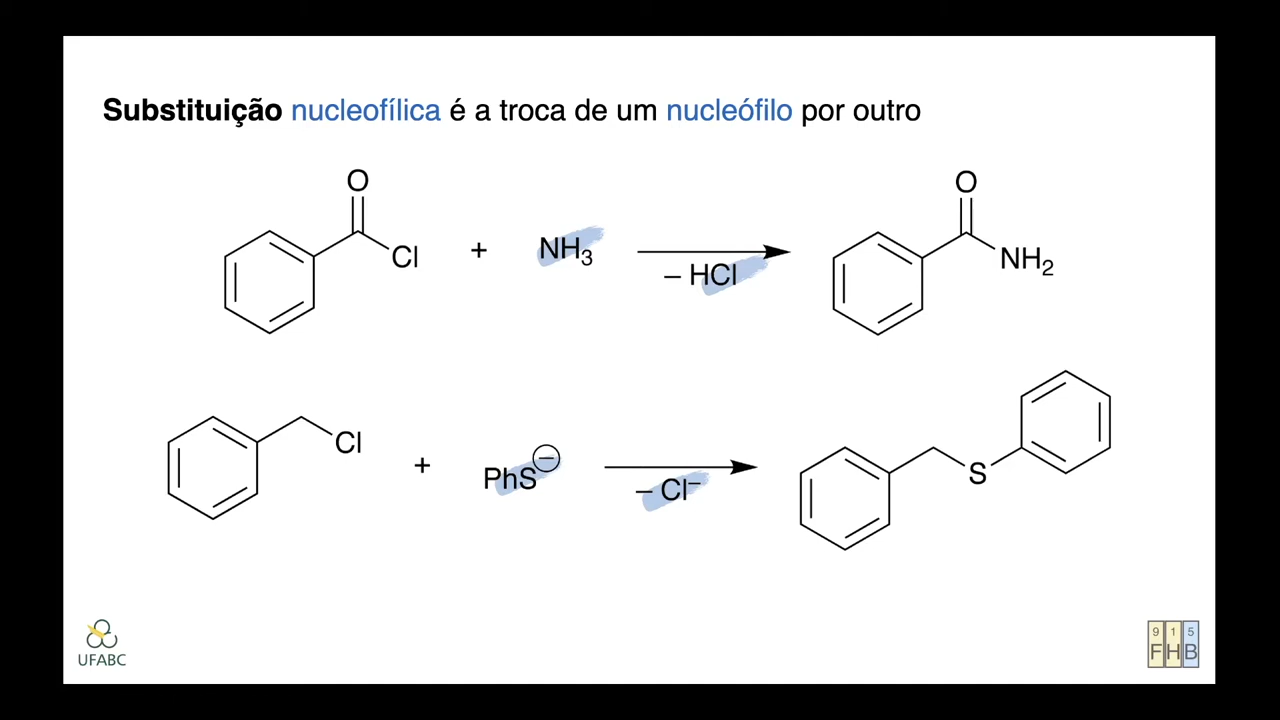 Substituição nucleofílica é a troca de um nucleófilo por outro
O
Cl
+
NH₃
– HCl
O
NH₂
Cl
+
PhS⊖
– Cl⁻
S
UFABC
9 1 5
F H B